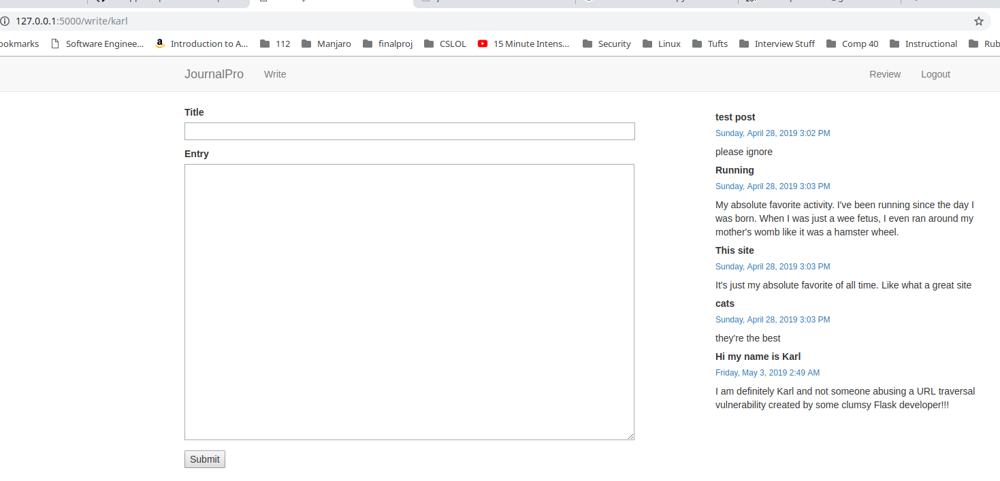 127.0.0.1:5000/write/karl
ookmarks Software Enginee... Introduction to A... 112 Manjaro finalproj CSLOL 15 Minute Intens... Security Linux Tufts Interview Stuff Comp 40 Instructional Rub
JournalPro Write Review Logout
Title
Entry
Submit
test post
Sunday, April 28, 2019 3:02 PM
please ignore
Running
Sunday, April 28, 2019 3:03 PM
My absolute favorite activity. I've been running since the day I
was born. When I was just a wee fetus, I even ran around my
mother's womb like it was a hamster wheel.
This site
Sunday, April 28, 2019 3:03 PM
It's just my absolute favorite of all time. Like what a great site
cats
Sunday, April 28, 2019 3:03 PM
they're the best
Hi my name is Karl
Friday, May 3, 2019 2:49 AM
I am definitely Karl and not someone abusing a URL traversal
vulnerability created by some clumsy Flask developer!!!